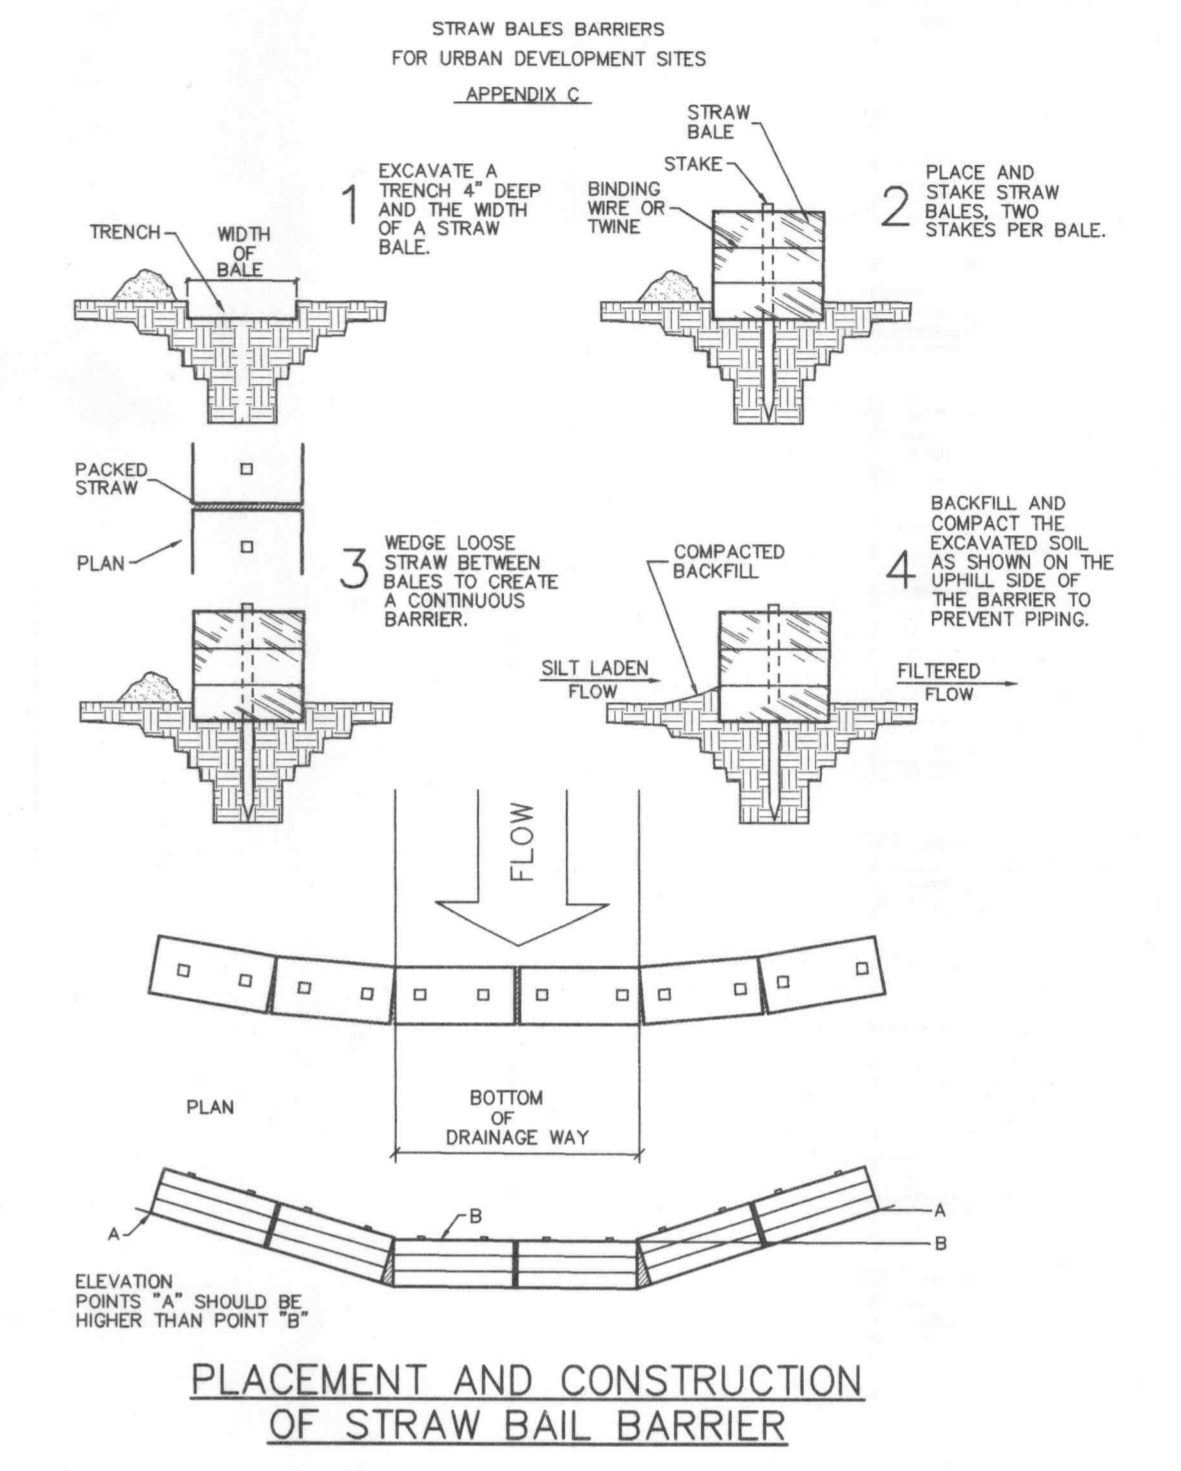 STRAW BALES BARRIERS
FOR URBAN DEVELOPMENT SITES
APPENDIX C
1
EXCAVATE A
TRENCH 4" DEEP
AND THE WIDTH
OF A STRAW
BALE.
TRENCH
WIDTH
OF
BALE
STRAW
BALE
STAKE
BINDING
WIRE OR
TWINE
2
PLACE AND
STAKE STRAW
BALES, TWO
STAKES PER BALE.
PACKED
STRAW
PLAN
3
WEDGE LOOSE
STRAW BETWEEN
BALES TO CREATE
A CONTINUOUS
BARRIER.
COMPACTED
BACKFILL
4
BACKFILL AND
COMPACT THE
EXCAVATED SOIL
AS SHOWN ON THE
UPHILL SIDE OF
THE BARRIER TO
PREVENT PIPING.
SILT LADEN
FLOW
FILTERED
FLOW
FLOW
PLAN
BOTTOM
OF
DRAINAGE WAY
A
B
A
B
ELEVATION
POINTS "A" SHOULD BE
HIGHER THAN POINT "B"
PLACEMENT AND CONSTRUCTION
OF STRAW BAIL BARRIER